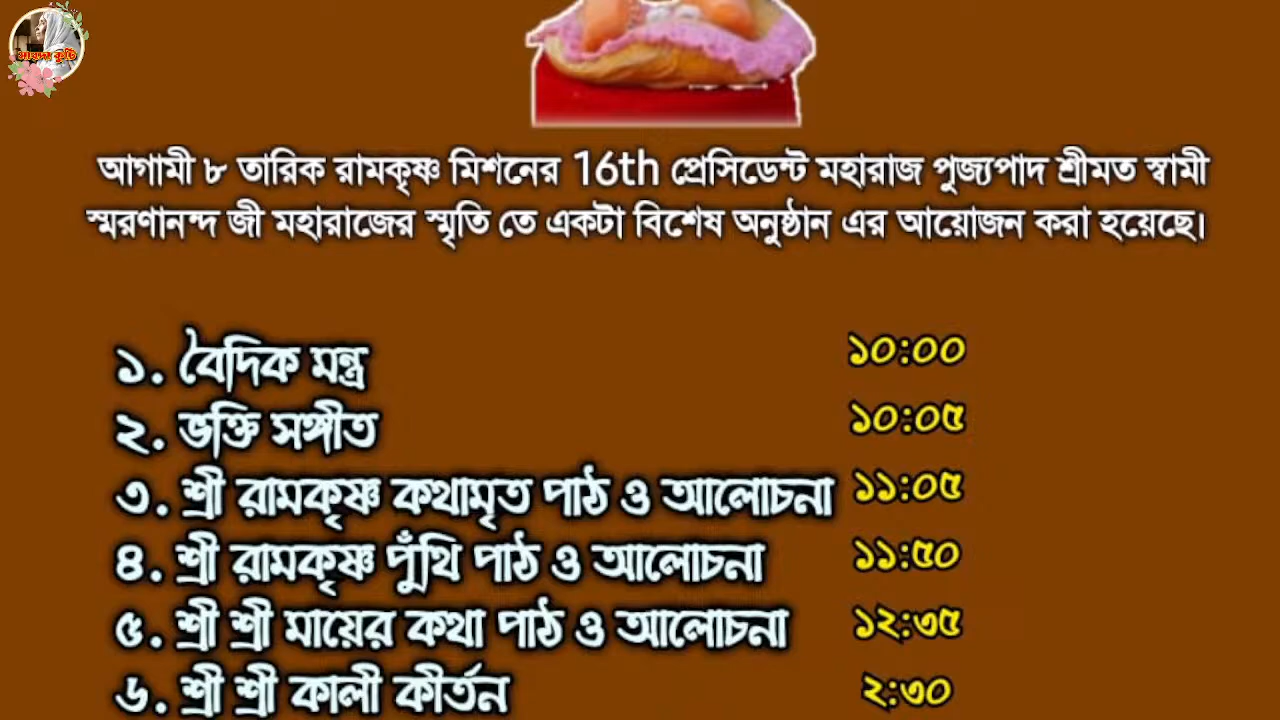 মায়ের কুটি
আগামী ৮ তারিক রামকৃষ্ণ মিশনের 16th প্রেসিডেন্ট মহারাজ পুজ্যপাদ শ্রীমত স্বামী
স্মরণানন্দ জী মহারাজের স্মৃতি তে একটা বিশেষ অনুষ্ঠান এর আয়োজন করা হয়েছে।
১. বৈদিক মন্ত্র ১০:০০
২. ভক্তি সঙ্গীত ১০:০৫
৩. শ্রী রামকৃষ্ণ কথামৃত পাঠ ও আলোচনা ১১:০৫
৪. শ্রী রামকৃষ্ণ পুঁথি পাঠ ও আলোচনা ১১:৫০
৫. শ্রী শ্রী মায়ের কথা পাঠ ও আলোচনা ১২:৩৫
৬. শ্রী শ্রী কালী কীর্তন ২:৩০